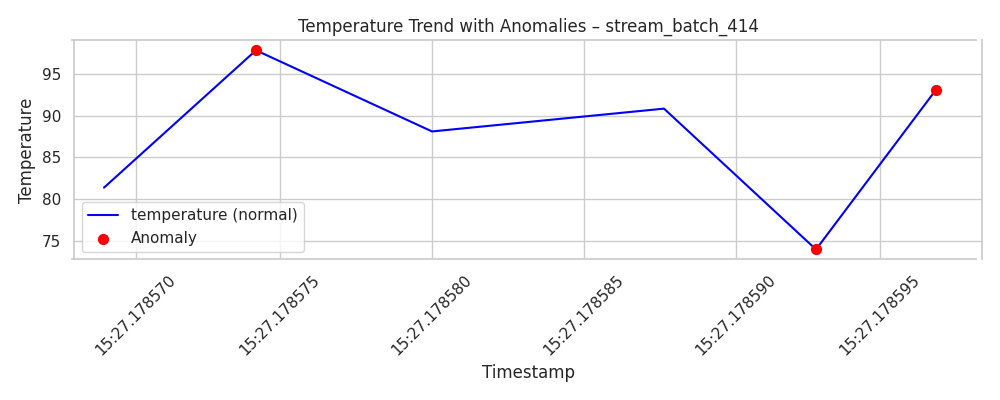 Temperature Trend with Anomalies – stream_batch_414
Temperature
95
90
85
80
75
temperature (normal)
Anomaly
15:27.178570
15:27.178575
15:27.178580
15:27.178585
15:27.178590
15:27.178595
Timestamp